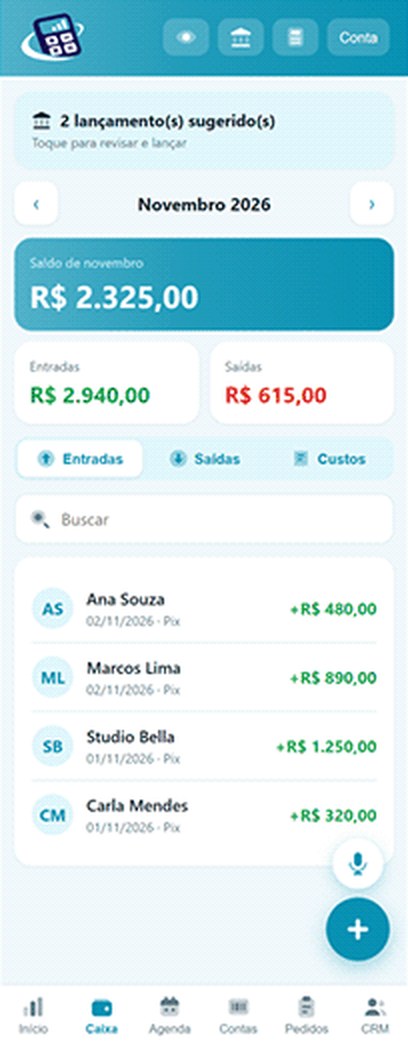 Conta
2 lançamento(s) sugerido(s)
Toque para revisar e lançar
‹ Novembro 2026 ›
Saldo de novembro
R$ 2.325,00
Entradas
R$ 2.940,00
Saídas
R$ 615,00
Entradas Saídas Custos
Buscar
AS Ana Souza +R$ 480,00
02/11/2026 · Pix
ML Marcos Lima +R$ 890,00
02/11/2026 · Pix
SB Studio Bella +R$ 1.250,00
01/11/2026 · Pix
CM Carla Mendes +R$ 320,00
01/11/2026 · Pix
+
Início Caixa Agenda Contas Pedidos CRM